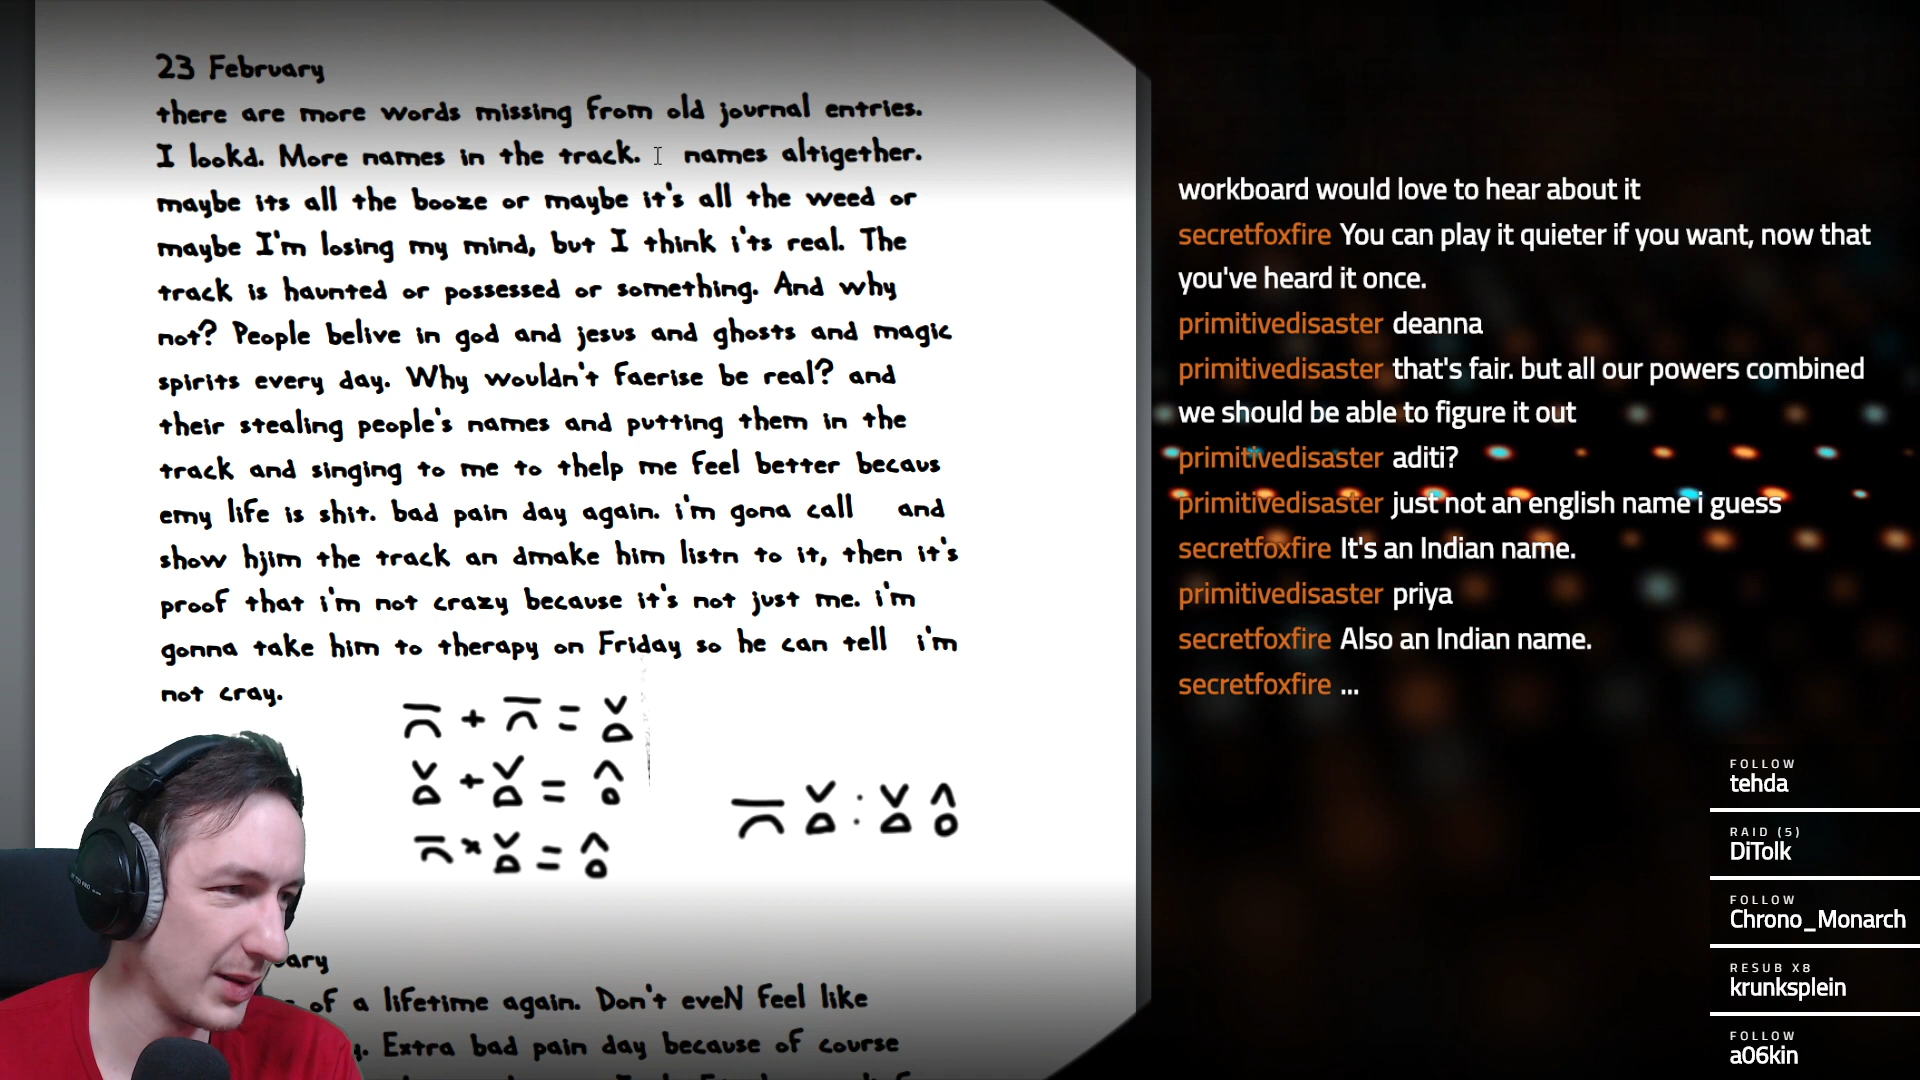 23 February
there are more words missing from old journal entries.
I lookd. More names in the track. names altigether.
maybe its all the booze or maybe it's all the weed or
maybe I'm losing my mind, but I think i'ts real. The
track is haunted or possessed or something. And why
not? People belive in god and jesus and ghosts and magic
spirits every day. Why wouldn't faerise be real? and
their stealing people's names and putting them in the
track and singing to me to thelp me feel better becaus
emy life is shit. bad pain day again. i'm gona call and
show hjim the track an dmake him listn to it, then it's
proof that i'm not crazy because it's not just me. i'm
gonna take him to therapy on Friday so he can tell i'm
not cray.
ary
of a lifetime again. Don't eveN feel like
y. Extra bad pain day because of course
workboard would love to hear about it
secretfoxfire You can play it quieter if you want, now that
you've heard it once.
primitivedisaster deanna
primitivedisaster that's fair. but all our powers combined
we should be able to figure it out
primitivedisaster aditi?
primitivedisaster just not an english name i guess
secretfoxfire It's an Indian name.
primitivedisaster priya
secretfoxfire Also an Indian name.
secretfoxfire ...
FOLLOW
tehda
RAID (5)
DiTolk
FOLLOW
Chrono_Monarch
RESUB X8
krunksplein
FOLLOW
a06kin